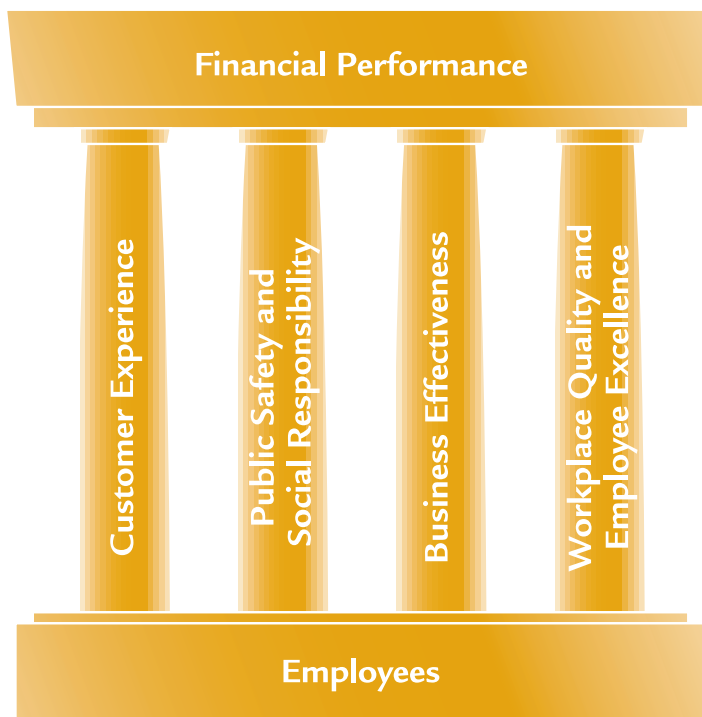 Financial Performance
Customer Experience
Public Safety and
Social Responsibility
Business Effectiveness
Workplace Quality and
Employee Excellence
Employees